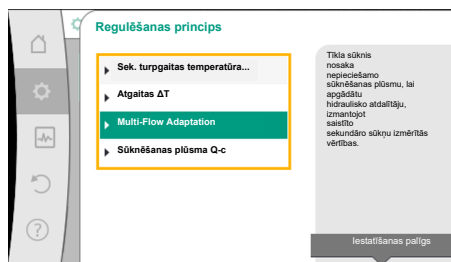 Regulēšanas princips
Sek. turpgaitas temperatūra...
Atgaitas ΔT
Multi-Flow Adaptation
Sūknēšanas plūsma Q-c
Tīkla sūknis
nosaka
nepieciešamo
sūknēšanas plūsmu, lai
apgādātu
hidraulisko atdalītāju,
izmantojot
saistīto
sekundāro sūkņu izmērītās
vērtības.
Iestatīšanas palīgs